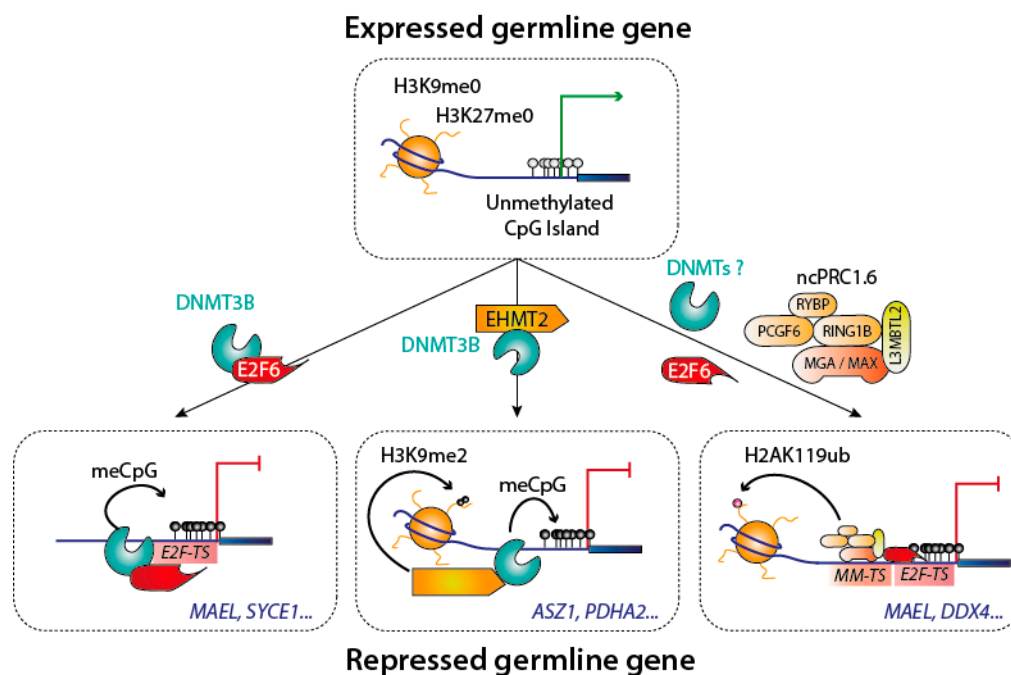 Expressed germline gene
H3K9me0
H3K27me0
Unmethylated
CpG Island
DNMT3B
E2F6
EHMT2
DNMT3B
DNMTs ?
E2F6
ncPRC1.6
RYBP
PCGF6
RING1B
L3MBTL2
MGA / MAX
meCpG
E2F-TS
MAEL, SYCE1...
H3K9me2
meCpG
ASZ1, PDHA2...
H2AK119ub
MM-TS
E2F-TS
MAEL, DDX4...
Repressed germline gene